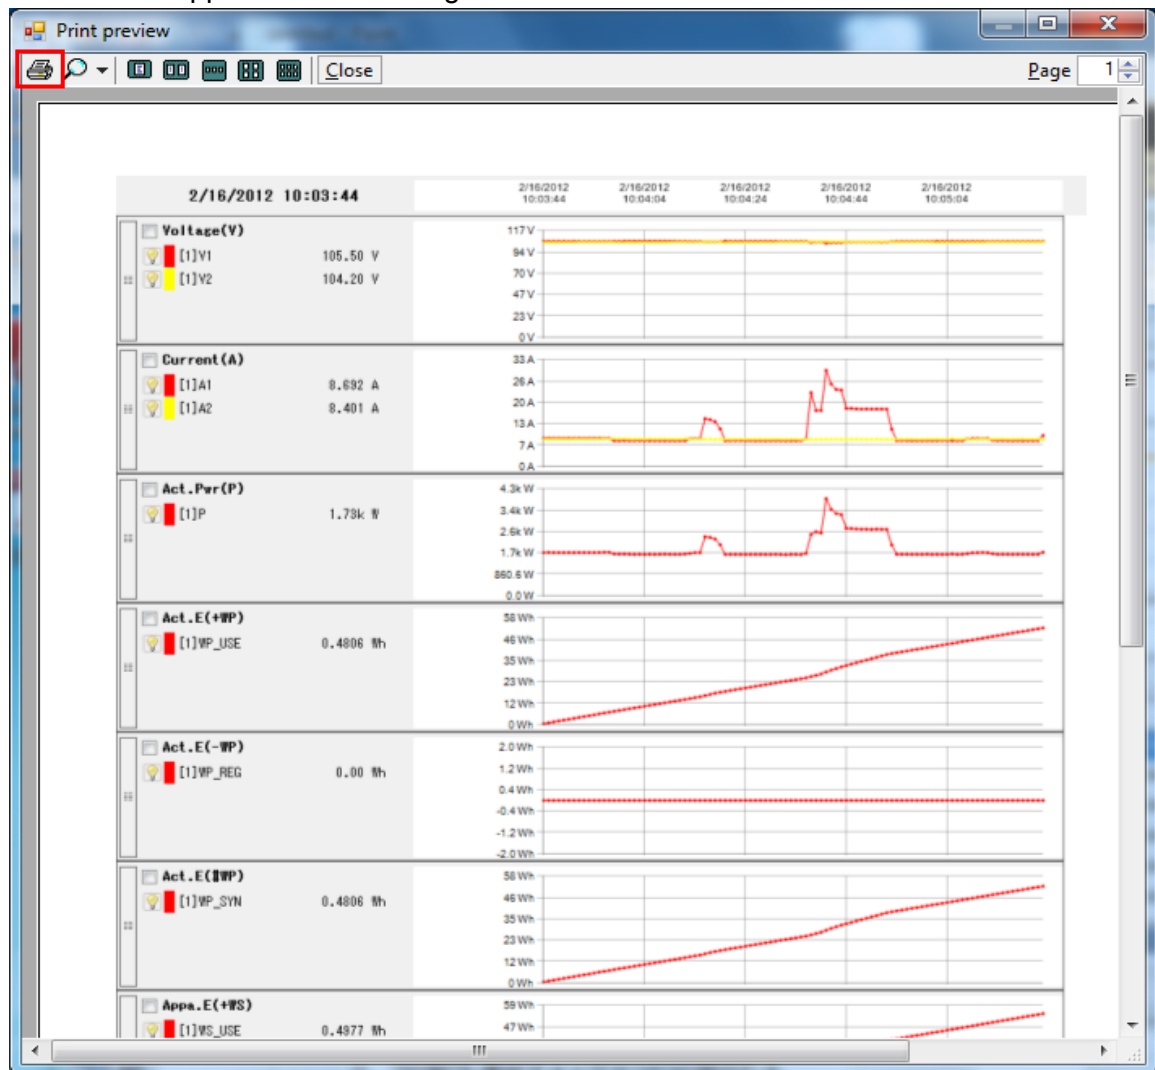 Print preview
Close Page 1
2/16/2012 10:03:44
2/16/2012 10:03:44 2/16/2012 10:04:04 2/16/2012 10:04:24 2/16/2012 10:04:44 2/16/2012 10:05:04
Voltage(V)
[1]V1 105.50 V
[1]V2 104.20 V
117 V
94 V
70 V
47 V
23 V
0 V
Current(A)
[1]A1 8.692 A
[1]A2 8.401 A
33 A
26 A
20 A
13 A
7 A
0 A
Act.Pwr(P)
[1]P 1.73k W
4.3k W
3.4k W
2.6k W
1.7k W
860.6 W
0.0 W
Act.E(+WP)
[1]WP_USE 0.4806 Wh
58 Wh
46 Wh
35 Wh
23 Wh
12 Wh
0 Wh
Act.E(-WP)
[1]WP_REG 0.00 Wh
2.0 Wh
1.2 Wh
0.4 Wh
-0.4 Wh
-1.2 Wh
-2.0 Wh
[1]WP_SYN 0.4806 Wh
58 Wh
46 Wh
35 Wh
23 Wh
12 Wh
0 Wh
Appa.E(+WS)
[1]WS_USE 0.4977 Wh
59 Wh
47 Wh